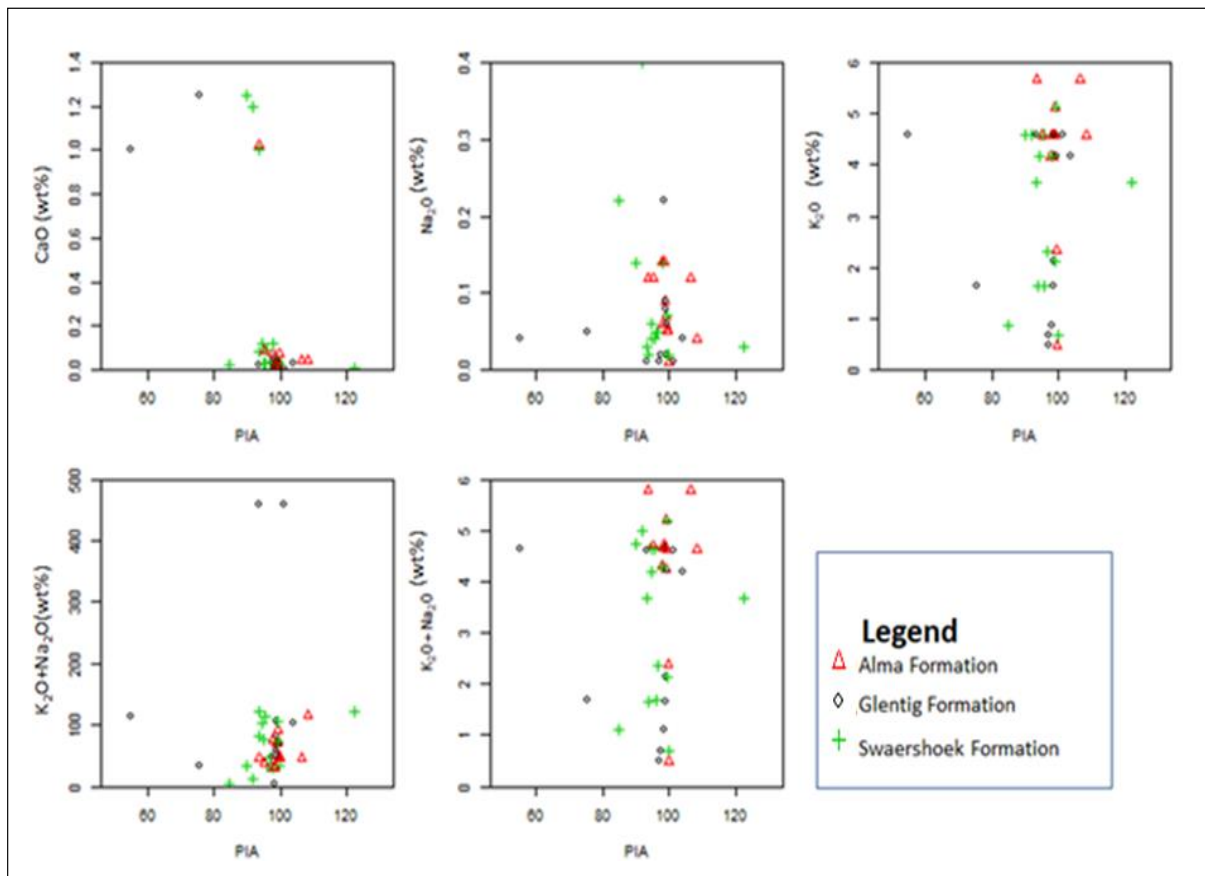 CaO (wt%)
1.4
1.2
1.0
0.8
0.6
0.4
0.2
0.0
60 80 100 120
PIA
Na₂O (wt%)
0.4
0.3
0.2
0.1
0.0
60 80 100 120
PIA
K₂O (wt%)
6
5
4
3
2
1
0
60 80 100 120
PIA
K₂O+Na₂O(wt%)
500
400
300
200
100
0
60 80 100 120
PIA
K₂O+Na₂O (wt%)
6
5
4
3
2
1
0
60 80 100 120
PIA
Legend
Alma Formation
Glentig Formation
Swaershoek Formation